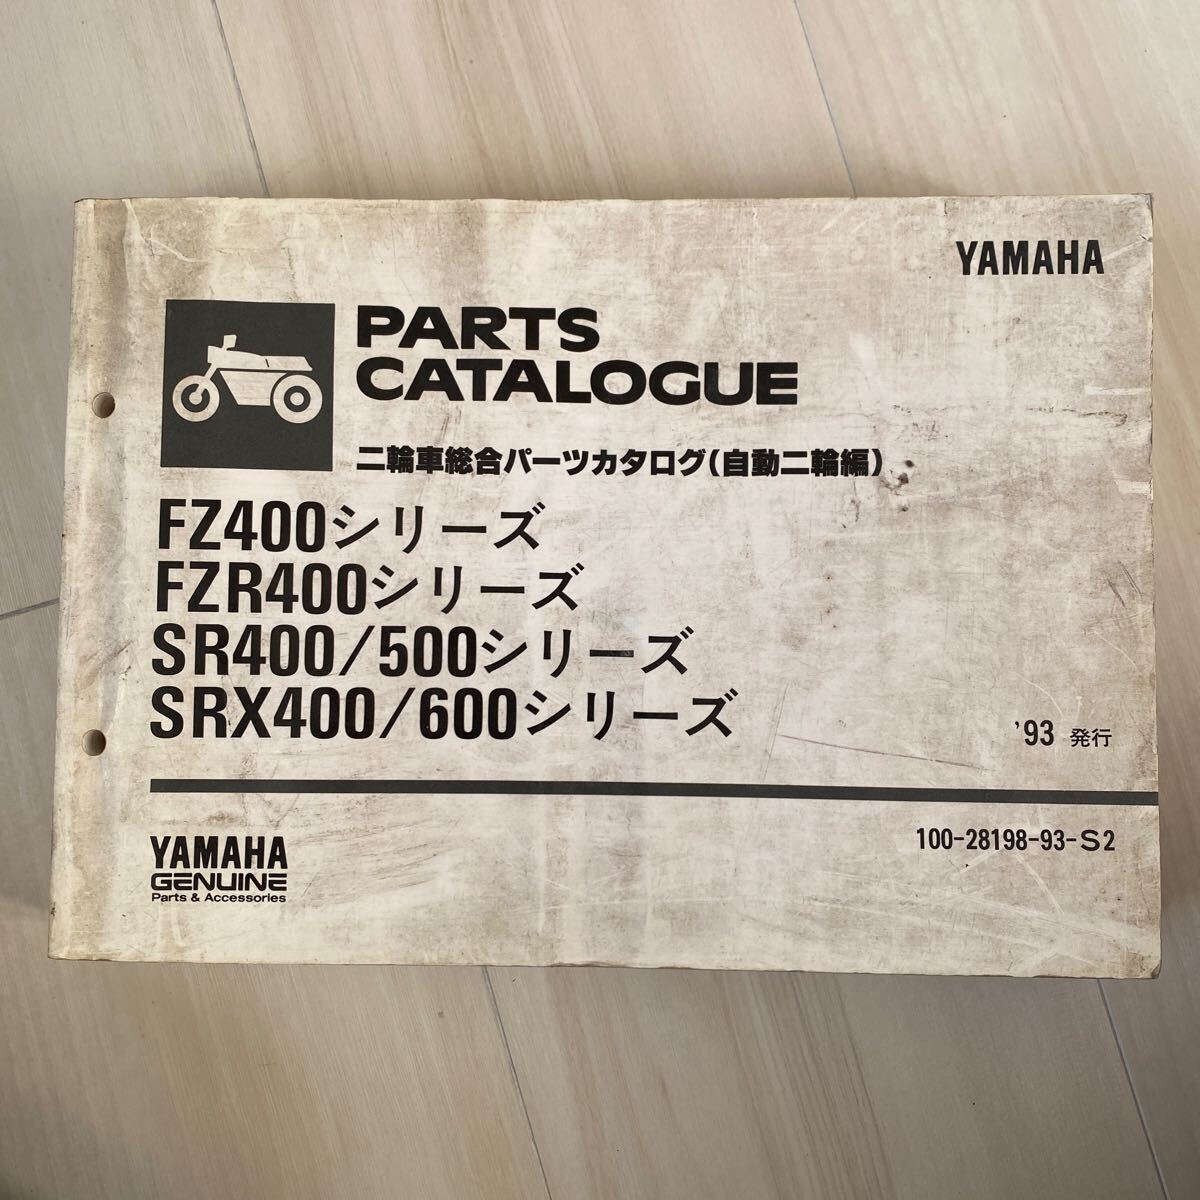 YAMAHA
PARTS
CATALOGUE
二輪車総合パーツカタログ(自動二輪編)
FZ400シリーズ
FZR400シリーズ
SR400/500シリーズ
SRX400/600シリーズ
'93 発行
100-28198-93-S2
YAMAHA
GENUINE
Parts & Accessories